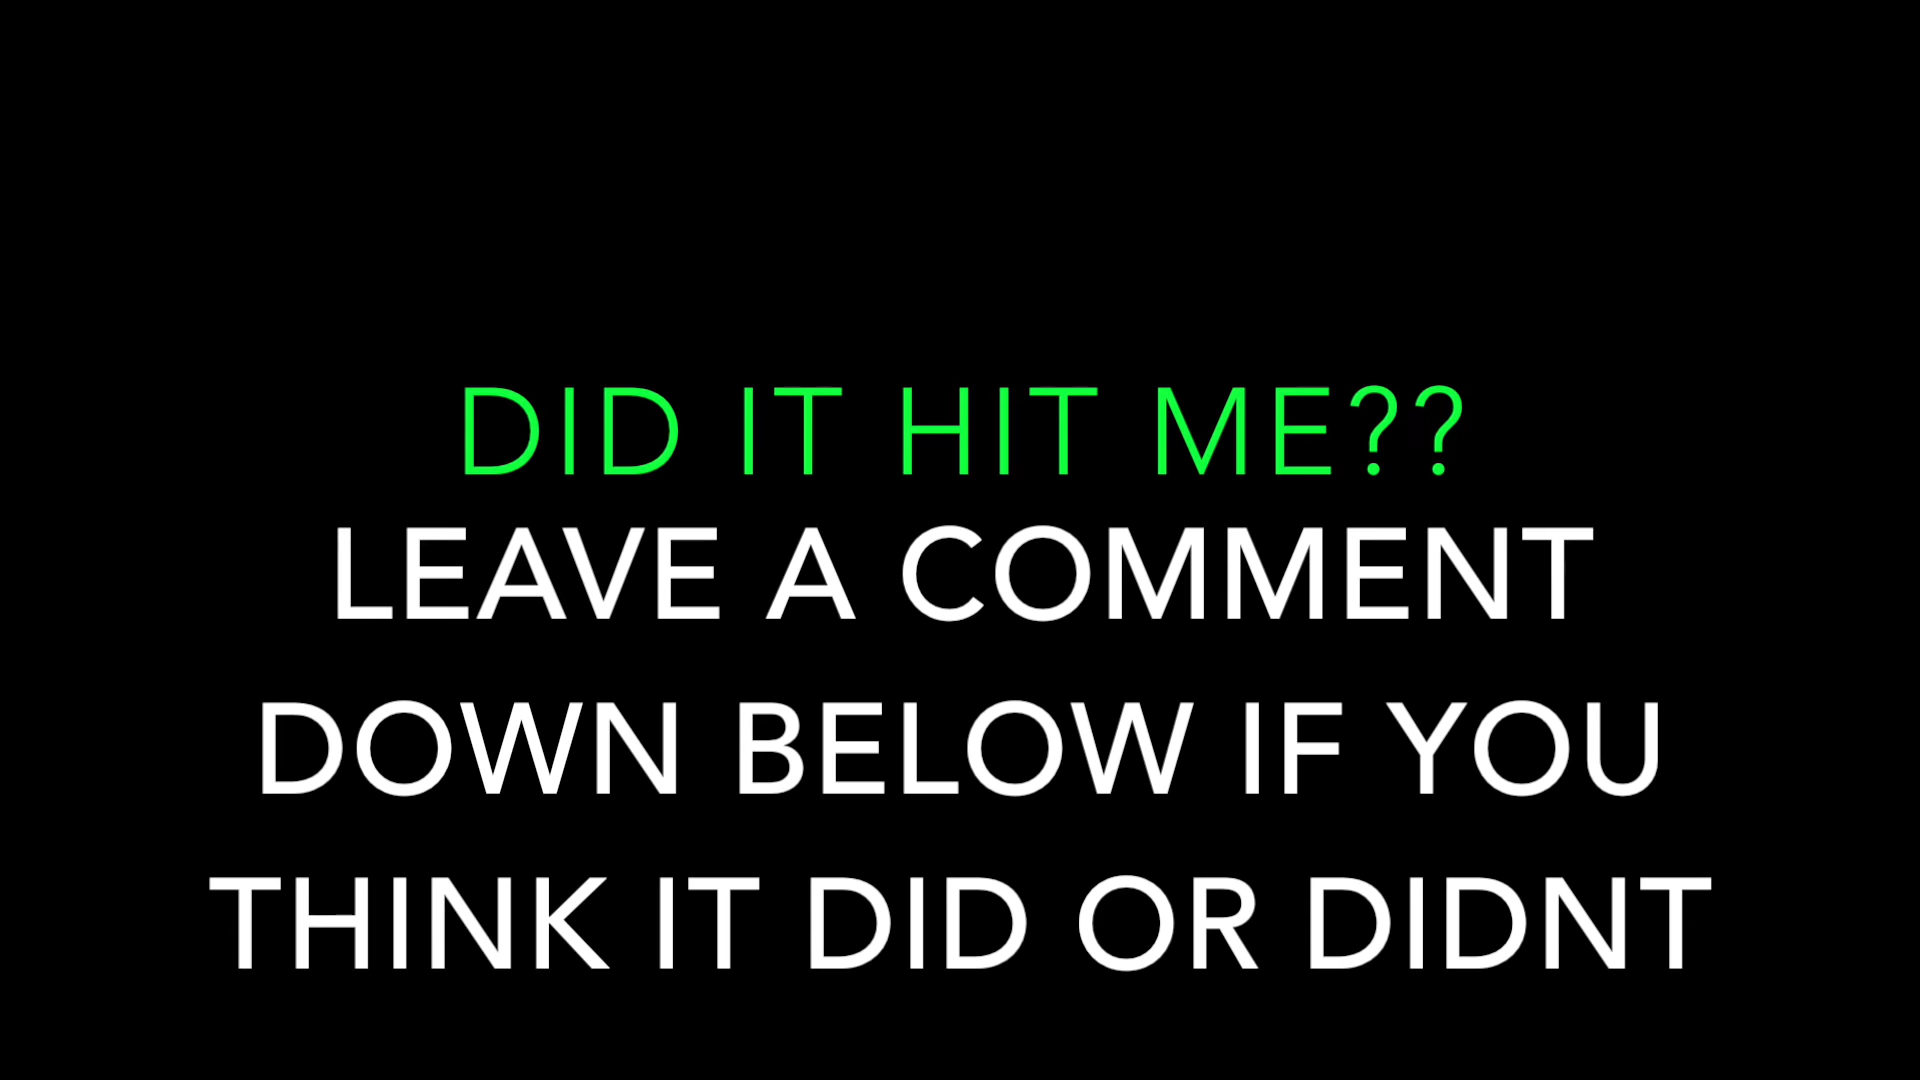 DID IT HIT ME??
LEAVE A COMMENT
DOWN BELOW IF YOU
THINK IT DID OR DIDNT